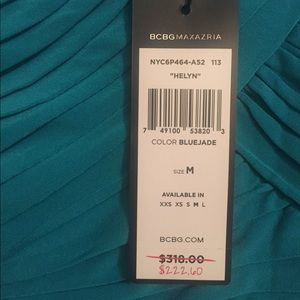 BCBGMAXAZRIA
NYC6P464-A52 113
"HELYN"
7 49100 53820 3
COLOR BLUEJADE
SIZE M
AVAILABLE IN
XXS XS S M L
BCBG.COM
$318.00
$222.60